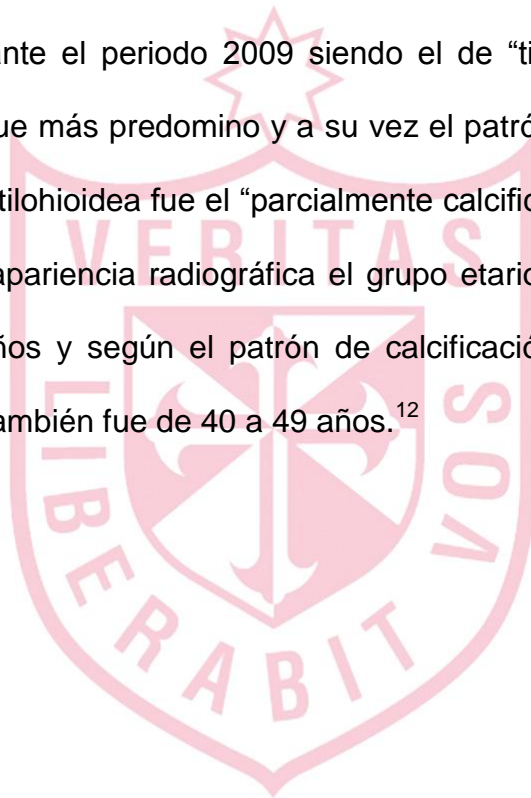 ante el periodo 2009 siendo el de “ti
ue más predomino y a su vez el patró
tilohioidea fue el “parcialmente calcific
apariencia radiográfica el grupo etario
ños y según el patrón de calcificació
ambién fue de 40 a 49 años.12
VERITAS
LIBERABIT VOS